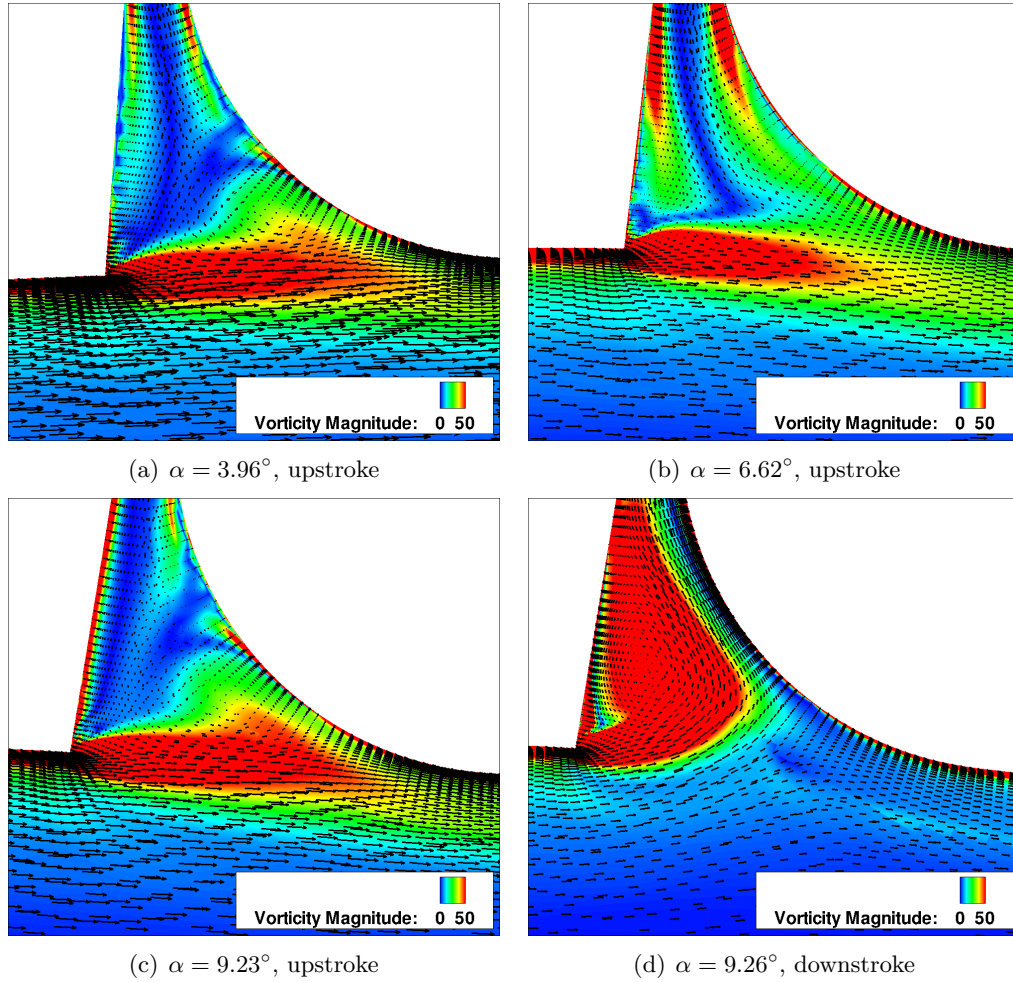 Vorticity Magnitude: 0 50
Vorticity Magnitude: 0 50
(a) α = 3.96°, upstroke
(b) α = 6.62°, upstroke
Vorticity Magnitude: 0 50
Vorticity Magnitude: 0 50
(c) α = 9.23°, upstroke
(d) α = 9.26°, downstroke